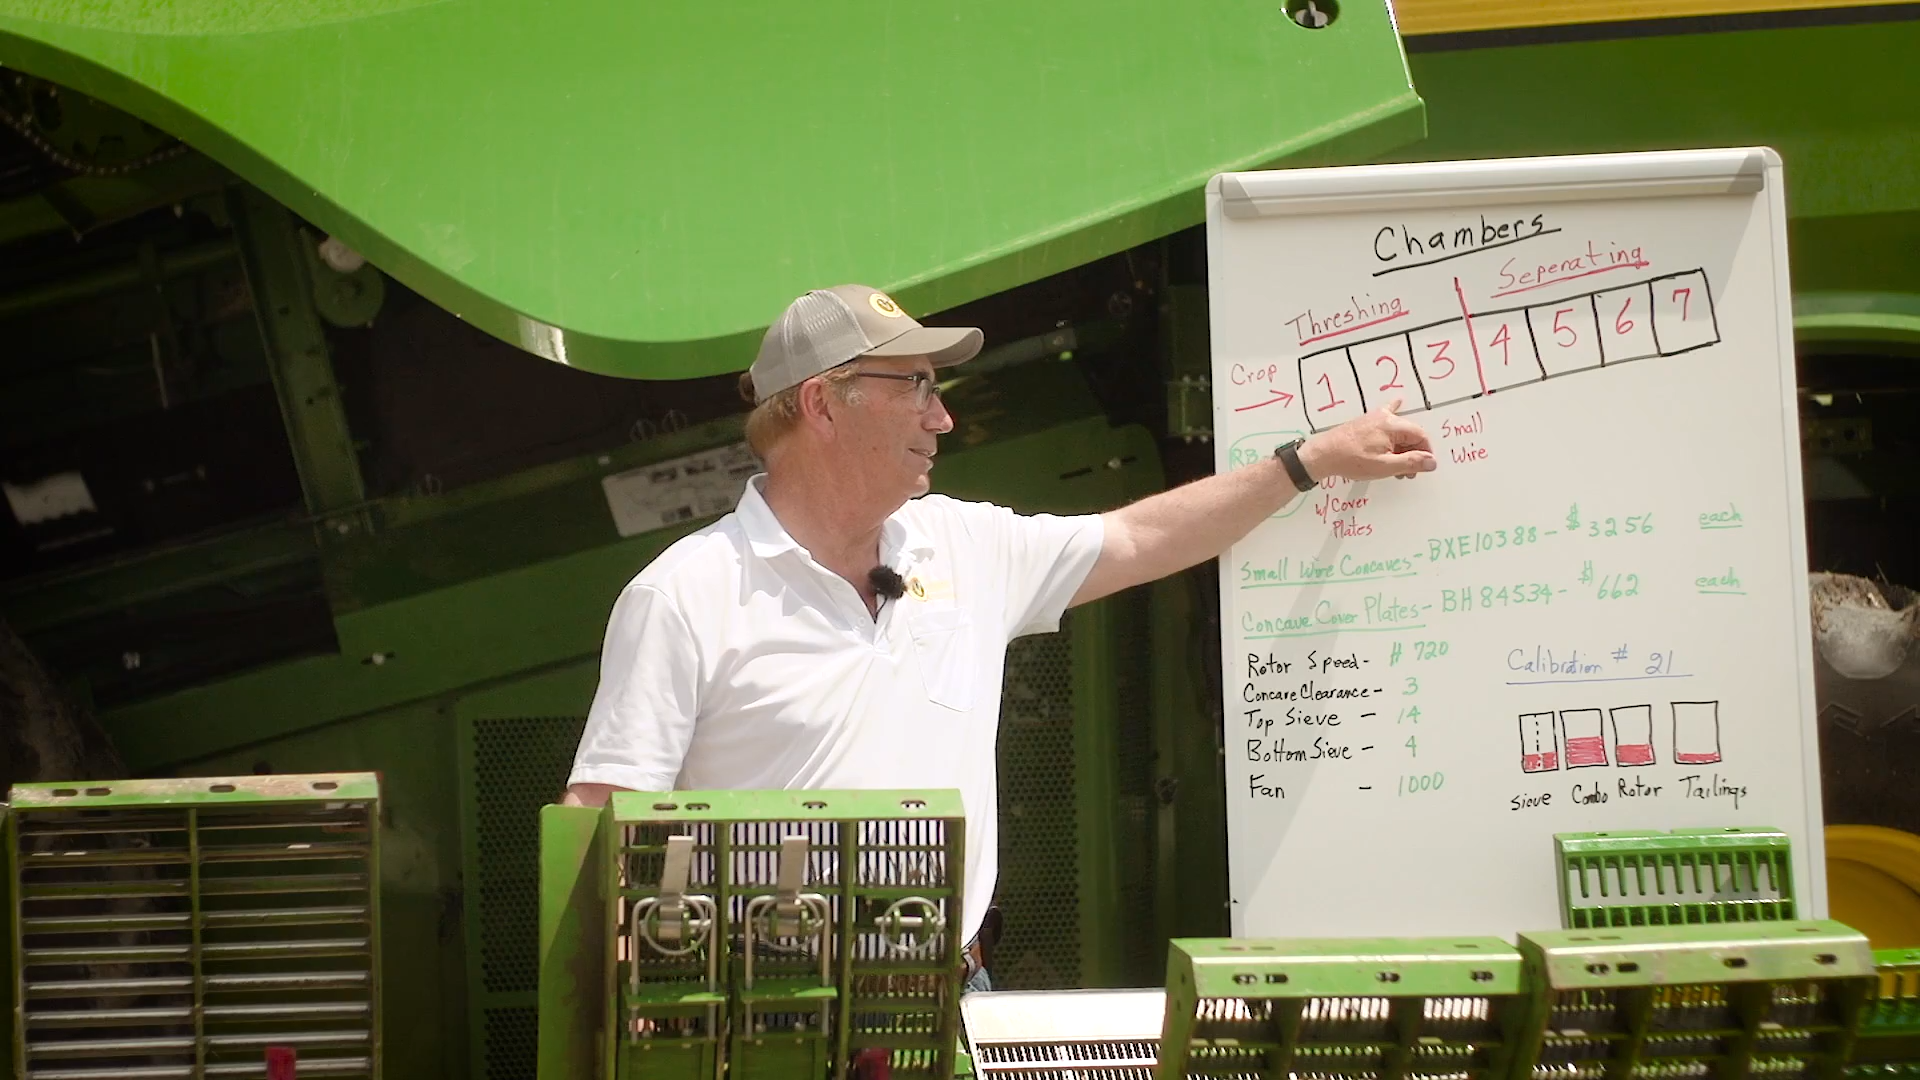 Chambers
Seperating
Threshing
Crop
1 2 3 4 5 6 7
RB
Small
Wire
w/Cover
Plates
Small Wire Concaves - BXE10388 - $3256 each
Concave Cover Plates - BH84534 - $662 each
Rotor Speed - # 720
Concave Clearance - 3
Top Sieve - 14
Bottom Sieve - 4
Fan - 1000
Calibration # 21
Sieve Combo Rotor Tailings